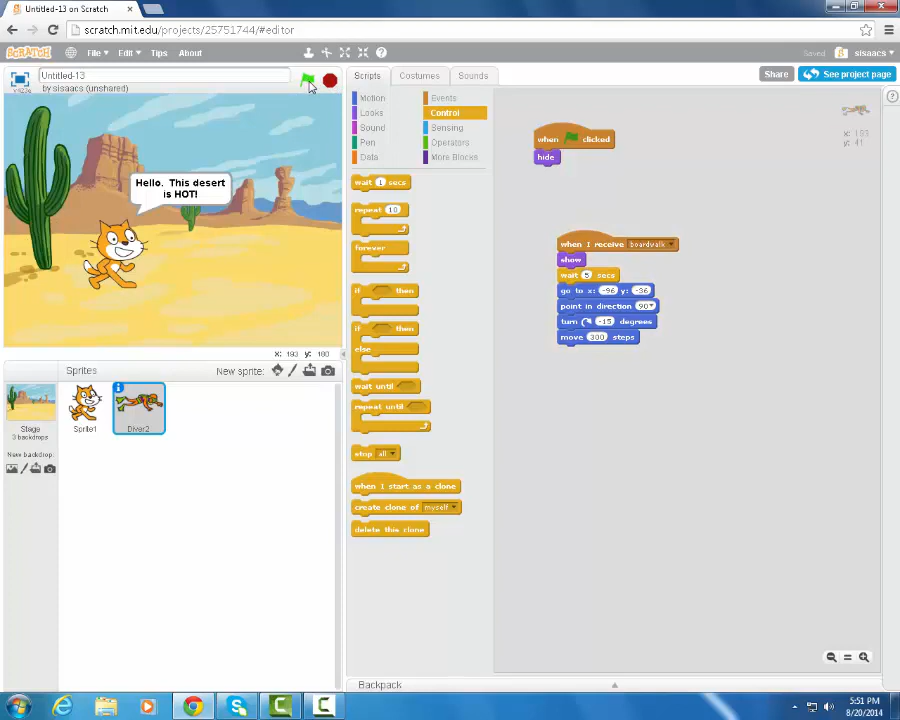 Untitled-13 on Scratch
scratch.mit.edu/projects/25751744/#editor
SCRATCH File Edit Tips About Saved sisaacs
Untitled-13
by sisaacs (unshared)
v423a
Scripts Costumes Sounds Share See project page
Motion Events
Looks Control
Sound Sensing
Pen Operators
Data More Blocks
Hello. This desert
is HOT!
wait 1 secs
repeat 10
forever
if then
if then
else
wait until
repeat until
stop all
when I start as a clone
create clone of myself
delete this clone
when clicked
hide
when I receive boardwalk
show
wait 5 secs
go to x: -96 y: -36
point in direction 90
turn -15 degrees
move 300 steps
x: 193
y: 41
X: 193 y: 180
Sprites New sprite:
Stage
3 backdrops
New backdrop:
Sprite1
Diver2
Backpack
5:51 PM
8/20/2014